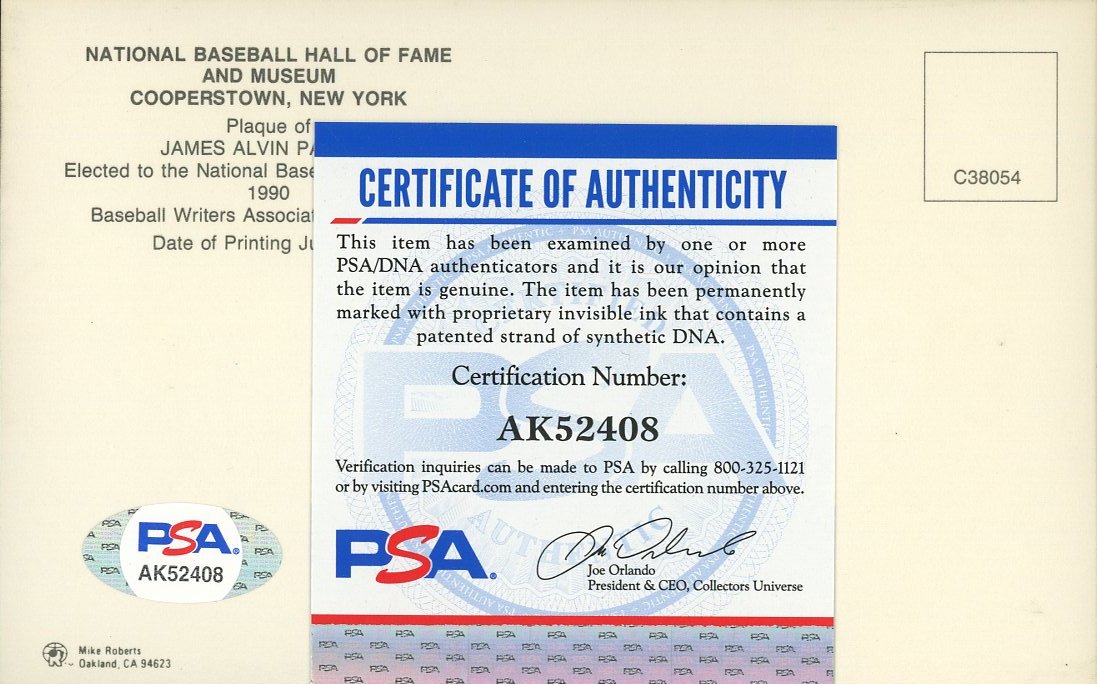 NATIONAL BASEBALL HALL OF FAME
AND MUSEUM
COOPERSTOWN, NEW YORK
Plaque of
JAMES ALVIN PA
Elected to the National Base
1990
Baseball Writers Associat
Date of Printing Ju
C38054
CERTIFICATE OF AUTHENTICITY
This item has been examined by one or more
PSA/DNA authenticators and it is our opinion that
the item is genuine. The item has been permanently
marked with proprietary invisible ink that contains a
patented strand of synthetic DNA.
Certification Number:
AK52408
Verification inquiries can be made to PSA by calling 800-325-1121
or by visiting PSAcard.com and entering the certification number above.
PSA®
Joe Orlando
President & CEO, Collectors Universe
PSA®
AK52408
Mike Roberts
Oakland, CA 94623